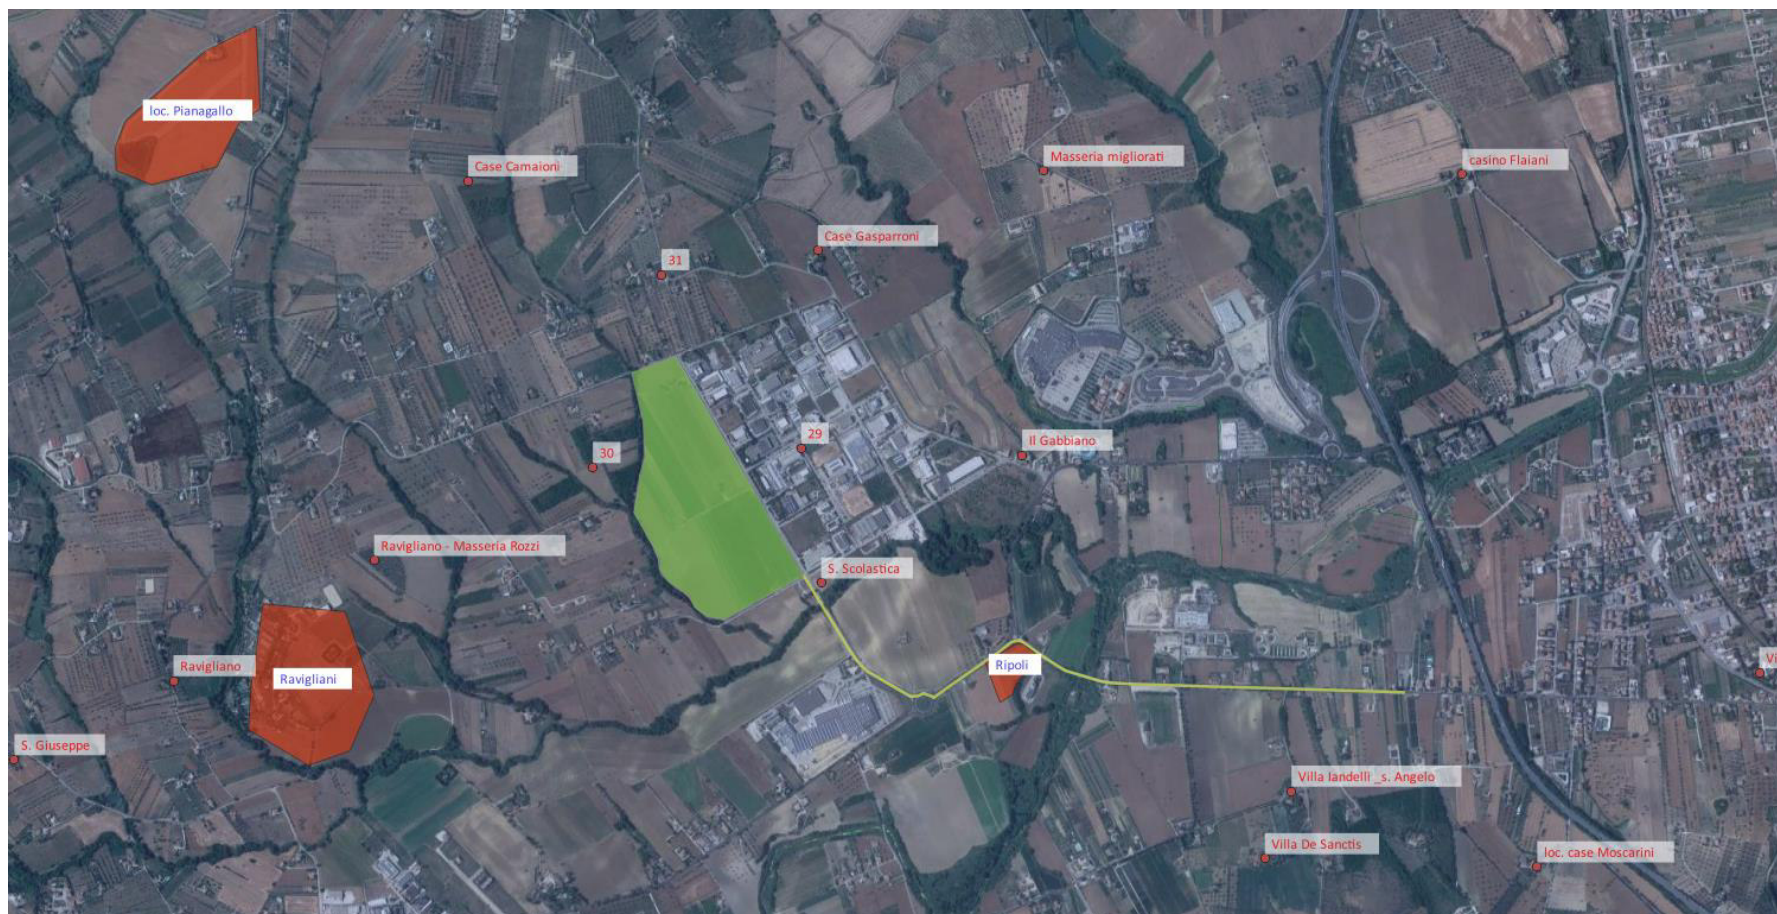 loc. Pianagallo
Case Camaioni
Masseria migliorati
casino Flaiani
Case Gasparroni
31
29
Il Gabbiano
30
Ravigliano - Masseria Rozzi
S. Scolastica
Ravigliano
Ravigliani
Ripoli
Vi
S. Giuseppe
Villa Iandelli _s. Angelo
Villa De Sanctis
loc. case Moscarini